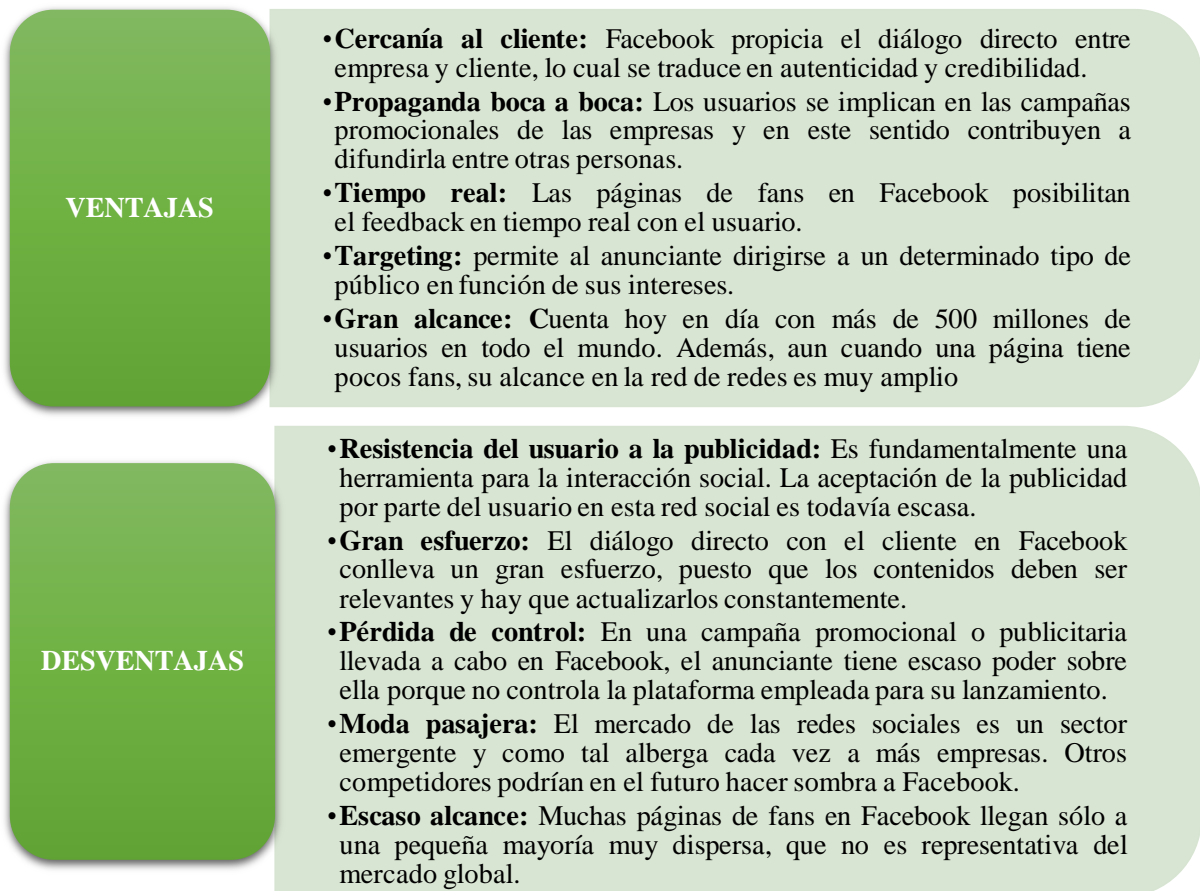 VENTAJAS
•Cercanía al cliente: Facebook propicia el diálogo directo entre
empresa y cliente, lo cual se traduce en autenticidad y credibilidad.
•Propaganda boca a boca: Los usuarios se implican en las campañas
promocionales de las empresas y en este sentido contribuyen a
difundirla entre otras personas.
•Tiempo real: Las páginas de fans en Facebook posibilitan
el feedback en tiempo real con el usuario.
•Targeting: permite al anunciante dirigirse a un determinado tipo de
público en función de sus intereses.
•Gran alcance: Cuenta hoy en día con más de 500 millones de
usuarios en todo el mundo. Además, aun cuando una página tiene
pocos fans, su alcance en la red de redes es muy amplio
DESVENTAJAS
•Resistencia del usuario a la publicidad: Es fundamentalmente una
herramienta para la interacción social. La aceptación de la publicidad
por parte del usuario en esta red social es todavía escasa.
•Gran esfuerzo: El diálogo directo con el cliente en Facebook
conlleva un gran esfuerzo, puesto que los contenidos deben ser
relevantes y hay que actualizarlos constantemente.
•Pérdida de control: En una campaña promocional o publicitaria
llevada a cabo en Facebook, el anunciante tiene escaso poder sobre
ella porque no controla la plataforma empleada para su lanzamiento.
•Moda pasajera: El mercado de las redes sociales es un sector
emergente y como tal alberga cada vez a más empresas. Otros
competidores podrían en el futuro hacer sombra a Facebook.
•Escaso alcance: Muchas páginas de fans en Facebook llegan sólo a
una pequeña mayoría muy dispersa, que no es representativa del
mercado global.